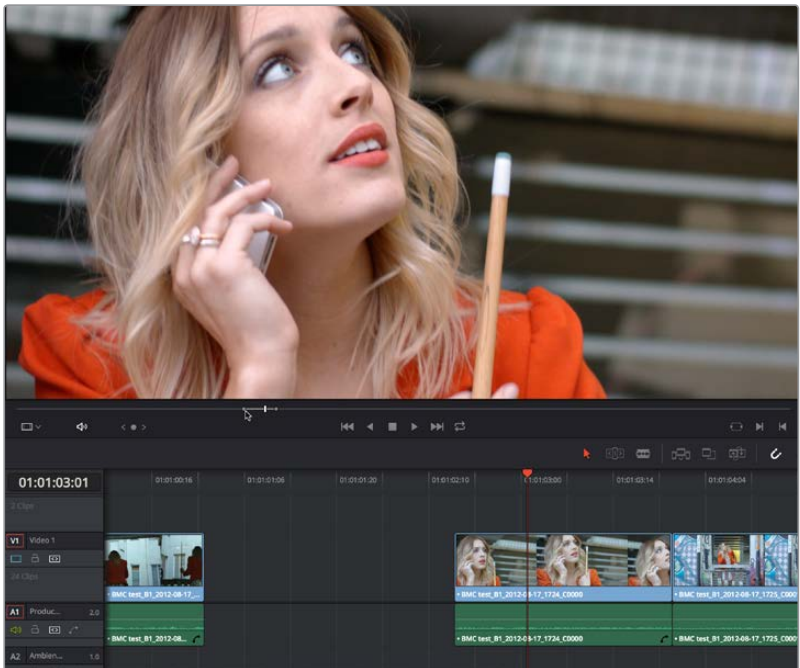 01:01:03:01
01:01:00:16
01:01:01:06
01:01:01:20
01:01:02:10
01:01:03:00
01:01:03:14
01:01:04:04
2 Clips
V1 Video 1
24 Clips
• BMC test_B1_2012-08-17_...
• BMC test_B1_2012-08-17_1724_C0000
• BMC test_B1_2012-08-17_1725_C000
A1 Produc... 2.0
• BMC test_B1_2012-08...
• BMC test_B1_2012-08-17_1724_C0000
• BMC test_B1_2012-08-17_1725_C000
A2 Ambien... 1.0